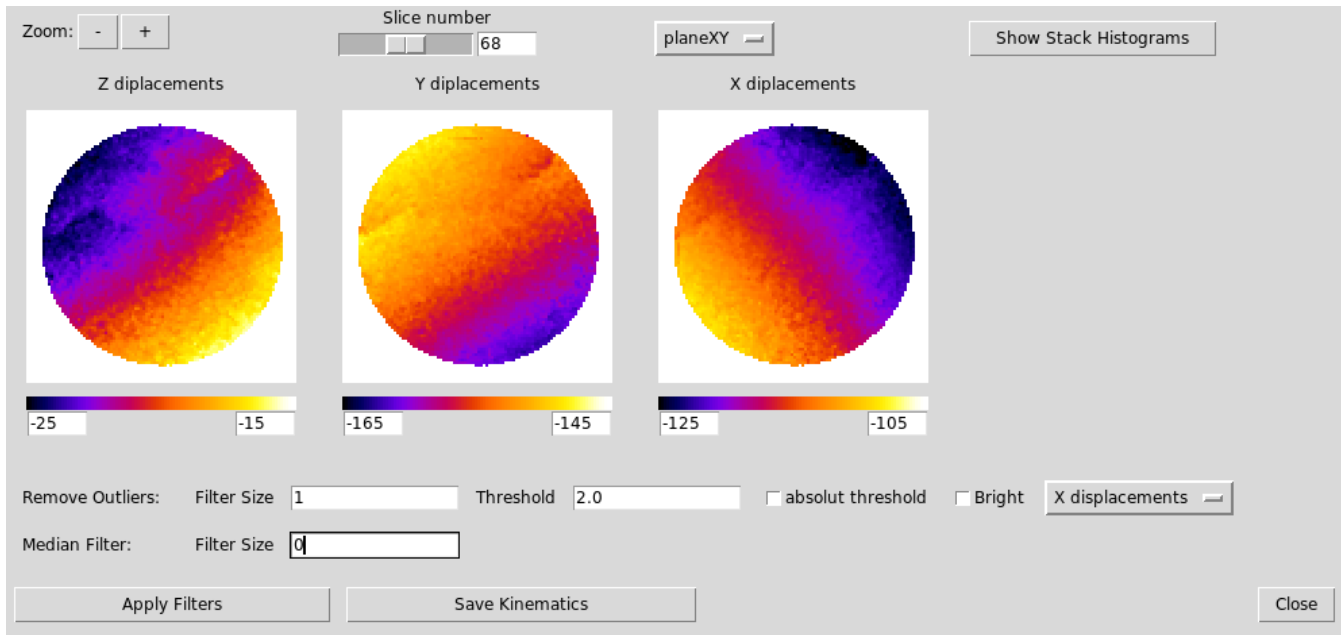 Zoom: - + Slice number 68 planeXY Show Stack Histograms
Z diplacements Y diplacements X diplacements
-25 -15 -165 -145 -125 -105
Remove Outliers: Filter Size 1 Threshold 2.0 absolut threshold Bright X displacements
Median Filter: Filter Size 0
Apply Filters Save Kinematics Close